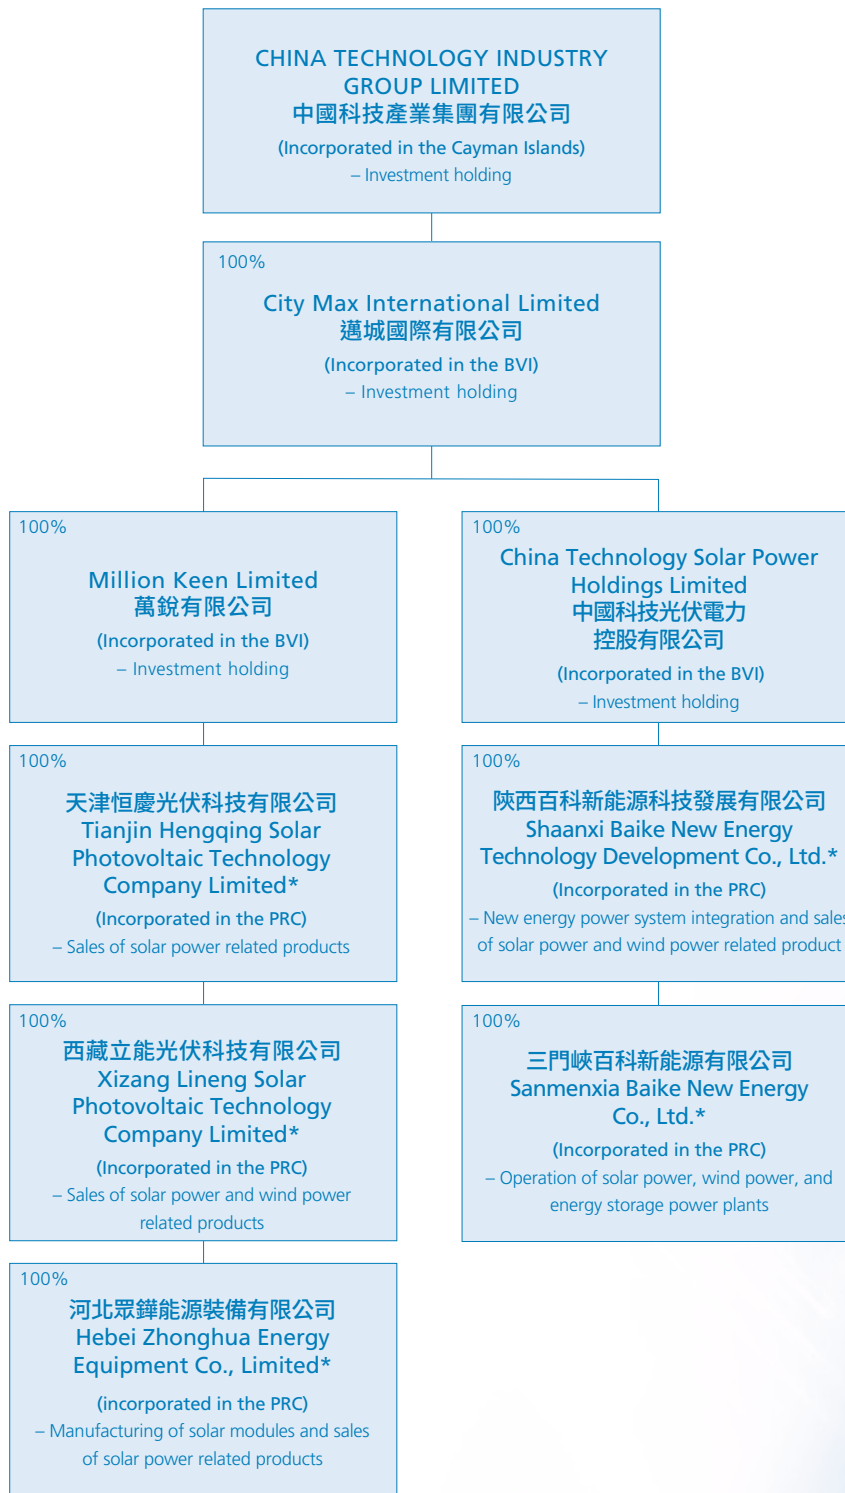 CHINA TECHNOLOGY INDUSTRY
GROUP LIMITED
中國科技產業集團有限公司
(Incorporated in the Cayman Islands)
– Investment holding
100%
City Max International Limited
邁城國際有限公司
(Incorporated in the BVI)
– Investment holding
100%
Million Keen Limited
萬銳有限公司
(Incorporated in the BVI)
– Investment holding
100%
China Technology Solar Power
Holdings Limited
中國科技光伏電力
控股有限公司
(Incorporated in the BVI)
– Investment holding
100%
天津恒慶光伏科技有限公司
Tianjin Hengqing Solar
Photovoltaic Technology
Company Limited*
(Incorporated in the PRC)
– Sales of solar power related products
100%
陝西百科新能源科技發展有限公司
Shaanxi Baike New Energy
Technology Development Co., Ltd.*
(Incorporated in the PRC)
– New energy power system integration and sales
of solar power and wind power related product
100%
西藏立能光伏科技有限公司
Xizang Lineng Solar
Photovoltaic Technology
Company Limited*
(Incorporated in the PRC)
– Sales of solar power and wind power
related products
100%
三門峽百科新能源有限公司
Sanmenxia Baike New Energy
Co., Ltd.*
(Incorporated in the PRC)
– Operation of solar power, wind power, and
energy storage power plants
100%
河北眾鏵能源裝備有限公司
Hebei Zhonghua Energy
Equipment Co., Limited*
(incorporated in the PRC)
– Manufacturing of solar modules and sales
of solar power related products